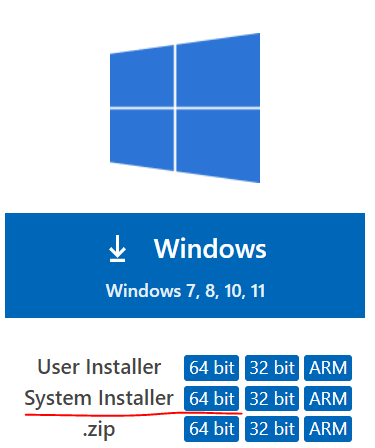 Windows
Windows 7, 8, 10, 11
User Installer 64 bit 32 bit ARM
System Installer 64 bit 32 bit ARM
.zip 64 bit 32 bit ARM